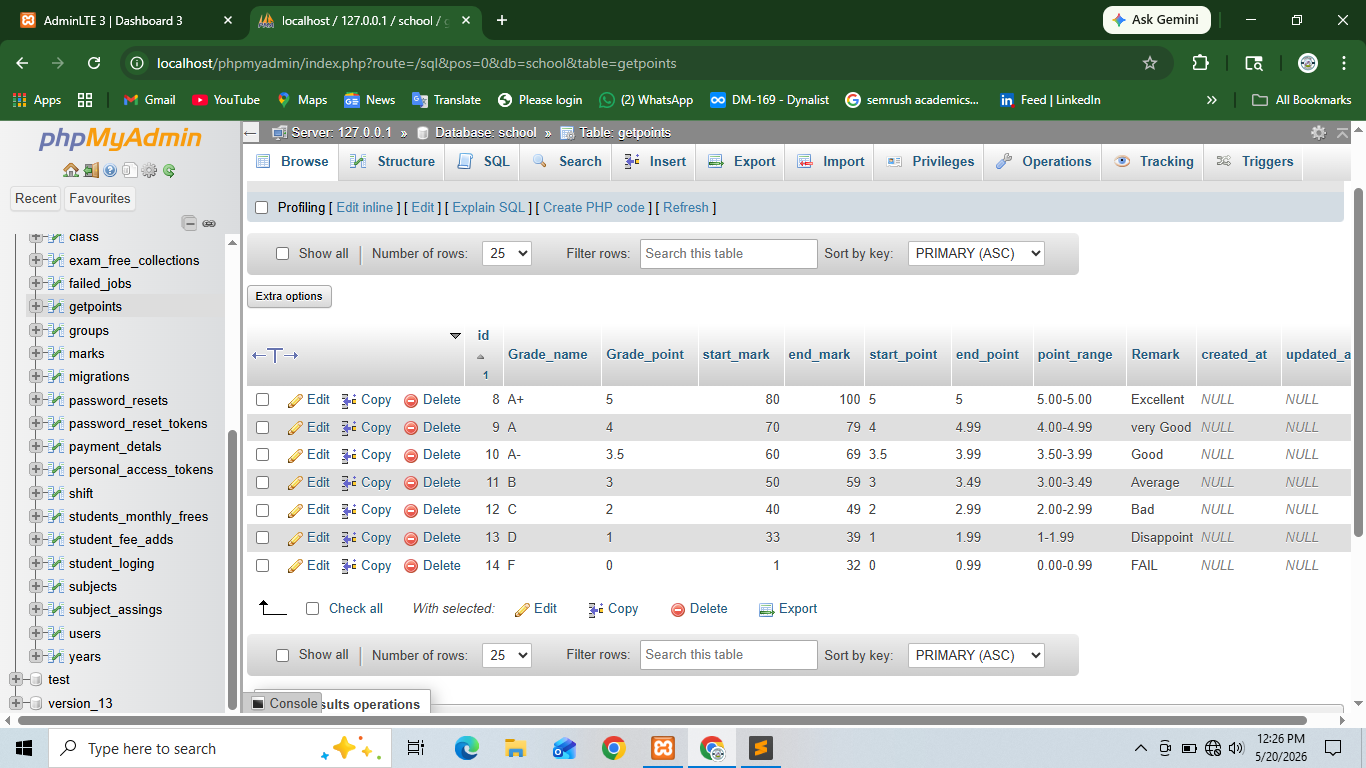 AdminLTE 3 | Dashboard 3
localhost / 127.0.0.1 / school / g
Ask Gemini
localhost/phpmyadmin/index.php?route=/sql&pos=0&db=school&table=getpoints
Apps Gmail YouTube Maps News Translate Please login (2) WhatsApp DM-169 - Dynalist semrush academics... Feed | LinkedIn » All Bookmarks
phpMyAdmin
Recent Favourites
class
exam_free_collections
failed_jobs
getpoints
groups
marks
migrations
password_resets
password_reset_tokens
payment_detals
personal_access_tokens
shift
students_monthly_frees
student_fee_adds
student_loging
subjects
subject_assings
users
years
test
version_13
Server: 127.0.0.1 » Database: school » Table: getpoints
Browse Structure SQL Search Insert Export Import Privileges Operations Tracking Triggers
Profiling [ Edit inline ] [ Edit ] [ Explain SQL ] [ Create PHP code ] [ Refresh ]
Show all Number of rows: 25 Filter rows: Search this table Sort by key: PRIMARY (ASC)
Extra options
id 1 Grade_name Grade_point start_mark end_mark start_point end_point point_range Remark created_at updated_a
Edit Copy Delete 8 A+ 5 80 100 5 5 5.00-5.00 Excellent NULL NULL
Edit Copy Delete 9 A 4 70 79 4 4.99 4.00-4.99 very Good NULL NULL
Edit Copy Delete 10 A- 3.5 60 69 3.5 3.99 3.50-3.99 Good NULL NULL
Edit Copy Delete 11 B 3 50 59 3 3.49 3.00-3.49 Average NULL NULL
Edit Copy Delete 12 C 2 40 49 2 2.99 2.00-2.99 Bad NULL NULL
Edit Copy Delete 13 D 1 33 39 1 1.99 1-1.99 Disappoint NULL NULL
Edit Copy Delete 14 F 0 1 32 0 0.99 0.00-0.99 FAIL NULL NULL
Check all With selected: Edit Copy Delete Export
Show all Number of rows: 25 Filter rows: Search this table Sort by key: PRIMARY (ASC)
Console sults operations
Type here to search
12:26 PM
5/20/2026